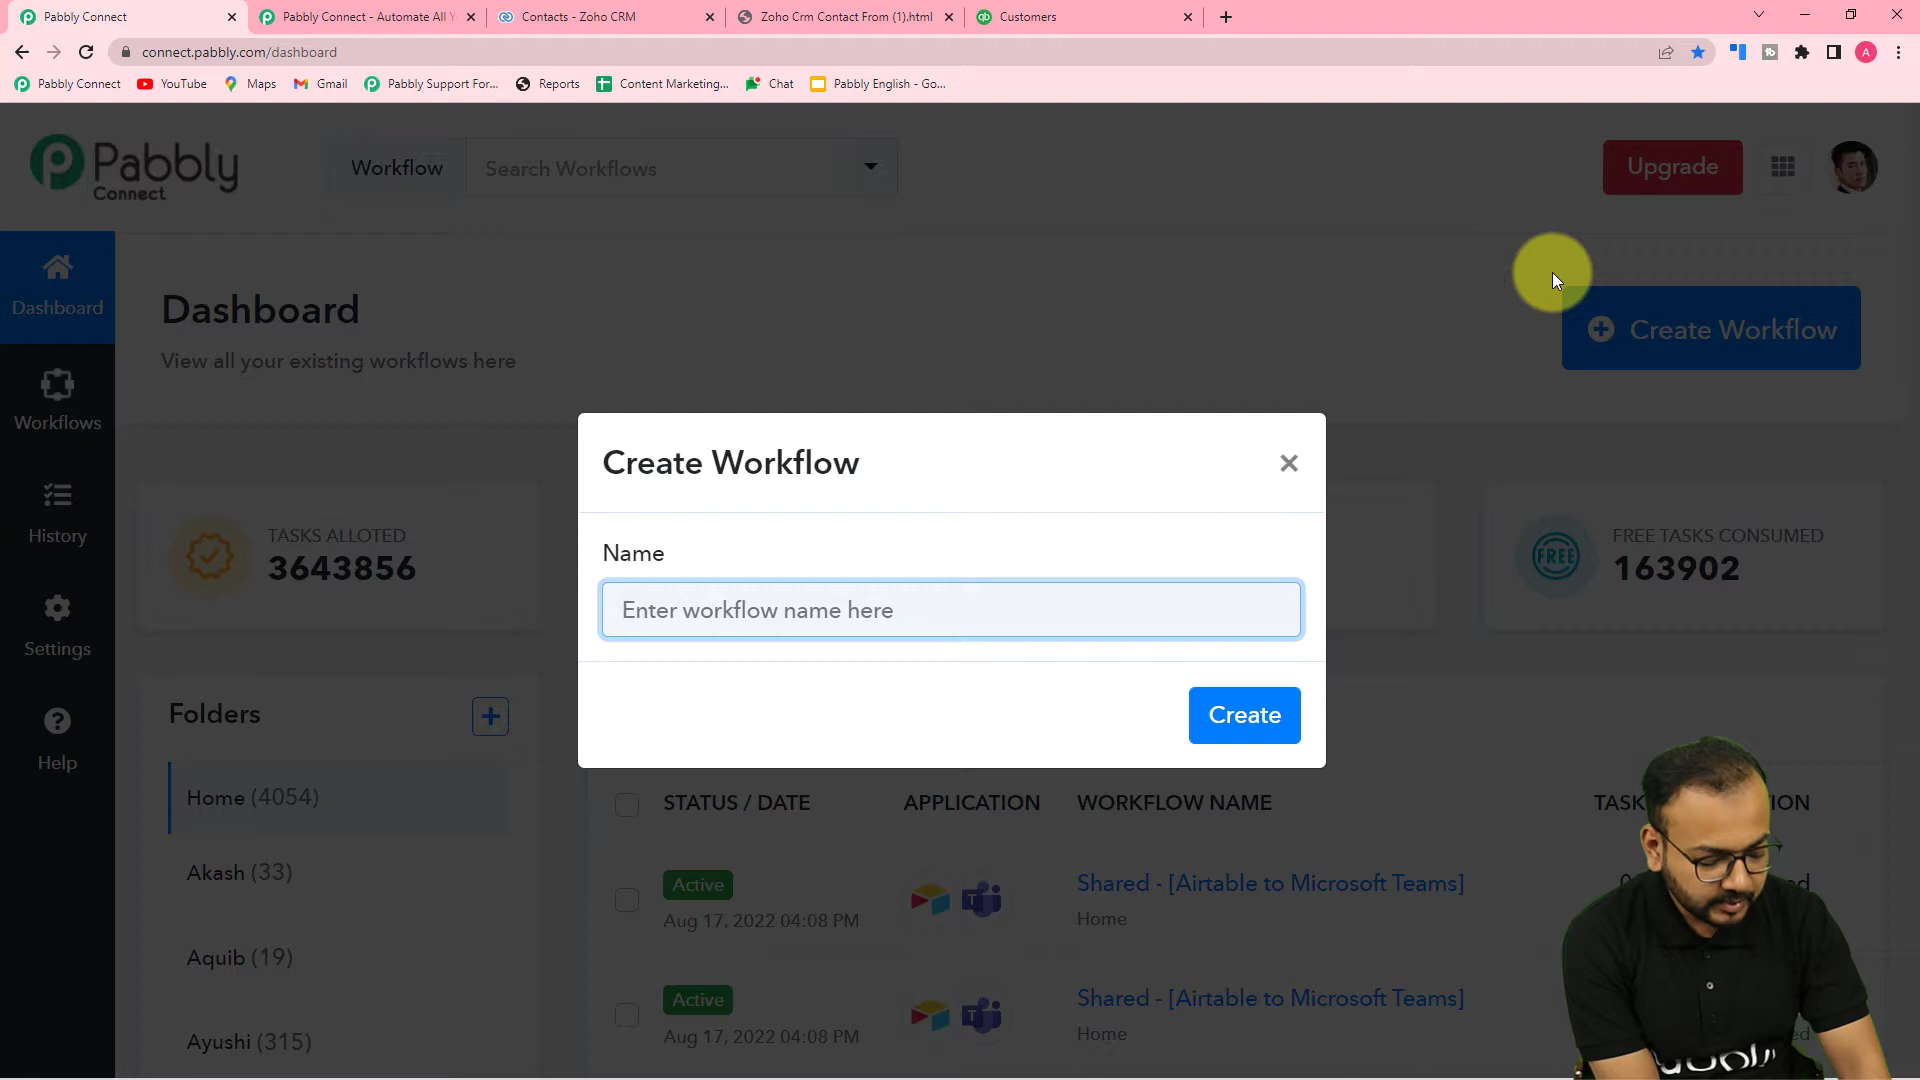 Pabbly Connect
Pabbly Connect - Automate All Y
Contacts - Zoho CRM
Zoho Crm Contact From (1).html
Customers
connect.pabbly.com/dashboard
A
Pabbly Connect
YouTube
Maps
Gmail
Pabbly Support For...
Reports
Content Marketing...
Chat
Pabbly English - Go...
Pabbly
Connect
Workflow
Search Workflows
Upgrade
Dashboard
Workflows
History
Settings
Help
Dashboard
View all your existing workflows here
Create Workflow
TASKS ALLOTED
3643856
FREE
FREE TASKS CONSUMED
163902
Create Workflow
Name
Enter workflow name here
Create
Folders
Home (4054)
Akash (33)
Aquib (19)
Ayushi (315)
STATUS / DATE
APPLICATION
WORKFLOW NAME
Active
Aug 17, 2022 04:08 PM
Shared - [Airtable to Microsoft Teams]
Home
Active
Aug 17, 2022 04:08 PM
Shared - [Airtable to Microsoft Teams]
Home